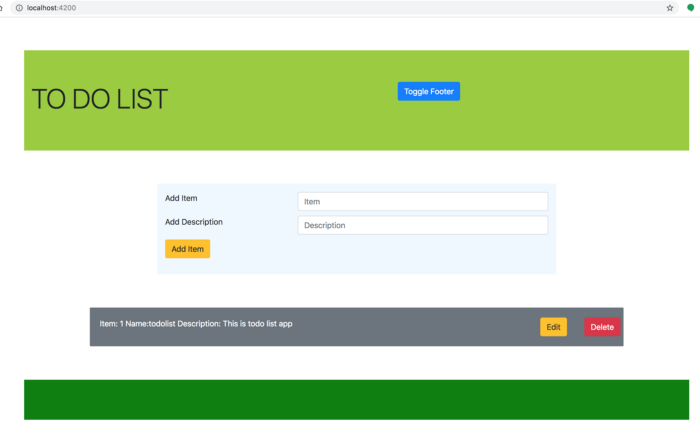 localhost:4200
TO DO LIST
Toggle Footer
Add Item
Item
Add Description
Description
Add Item
Item: 1 Name:todolist Description: This is todo list app
Edit
Delete